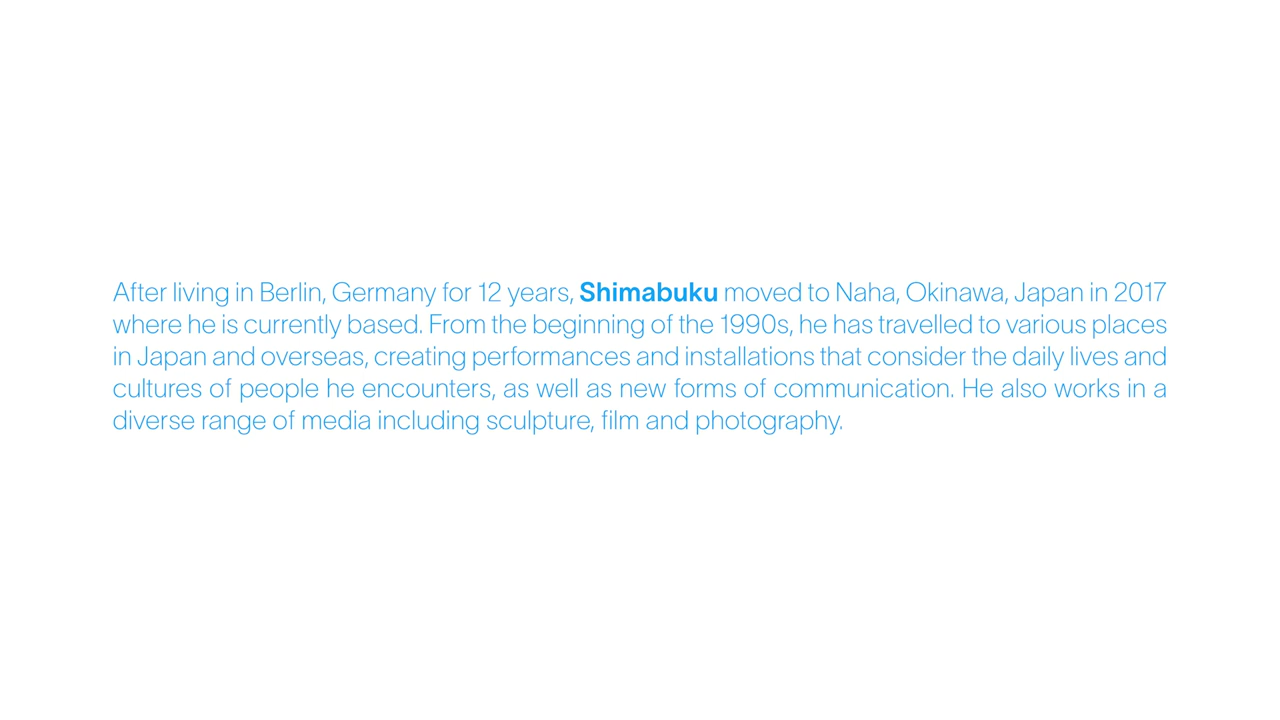 After living in Berlin, Germany for 12 years, Shimabuku moved to Naha, Okinawa, Japan in 2017
where he is currently based. From the beginning of the 1990s, he has travelled to various places
in Japan and overseas, creating performances and installations that consider the daily lives and
cultures of people he encounters, as well as new forms of communication. He also works in a
diverse range of media including sculpture, film and photography.